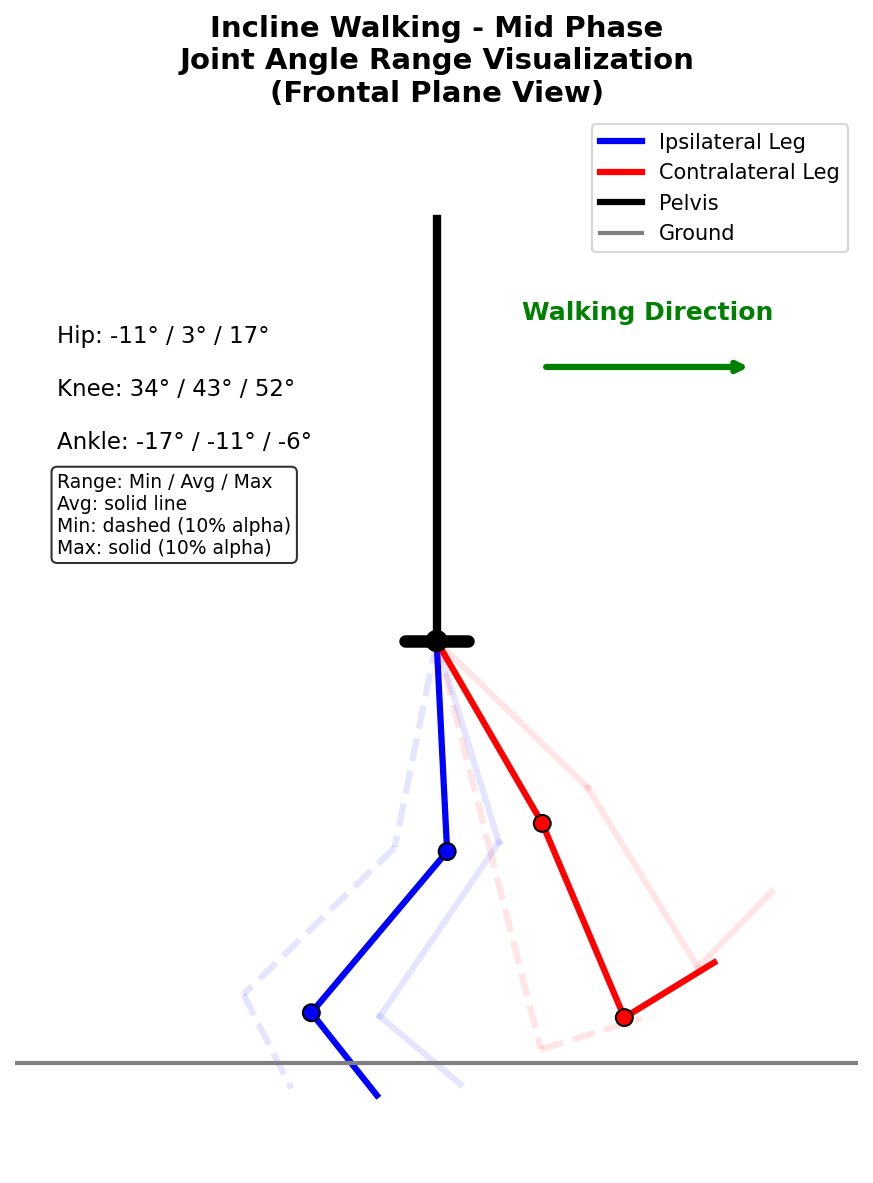 Incline Walking - Mid Phase
Joint Angle Range Visualization
(Frontal Plane View)
Ipsilateral Leg
Contralateral Leg
Pelvis
Ground
Walking Direction
Hip: -11° / 3° / 17°
Knee: 34° / 43° / 52°
Ankle: -17° / -11° / -6°
Range: Min / Avg / Max
Avg: solid line
Min: dashed (10% alpha)
Max: solid (10% alpha)